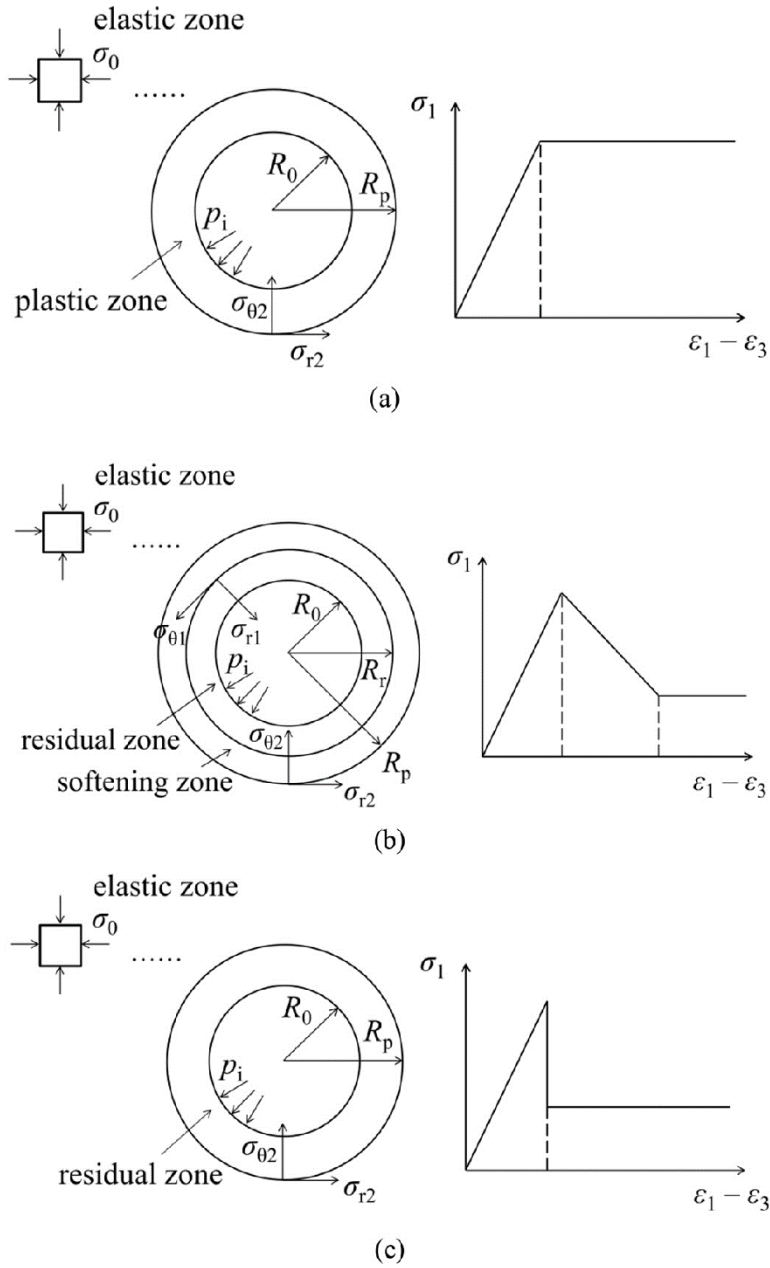 elastic zone
σ0
......
R0
Rp
pi
plastic zone
σθ2
σr2
σ1
ε1 − ε3
(a)
elastic zone
σ0
......
R0
σθ1
σr1
pi
Rr
residual zone
σθ2
softening zone
Rp
σr2
σ1
ε1 − ε3
(b)
elastic zone
σ0
......
R0
Rp
pi
σθ2
residual zone
σr2
σ1
ε1 − ε3
(c)